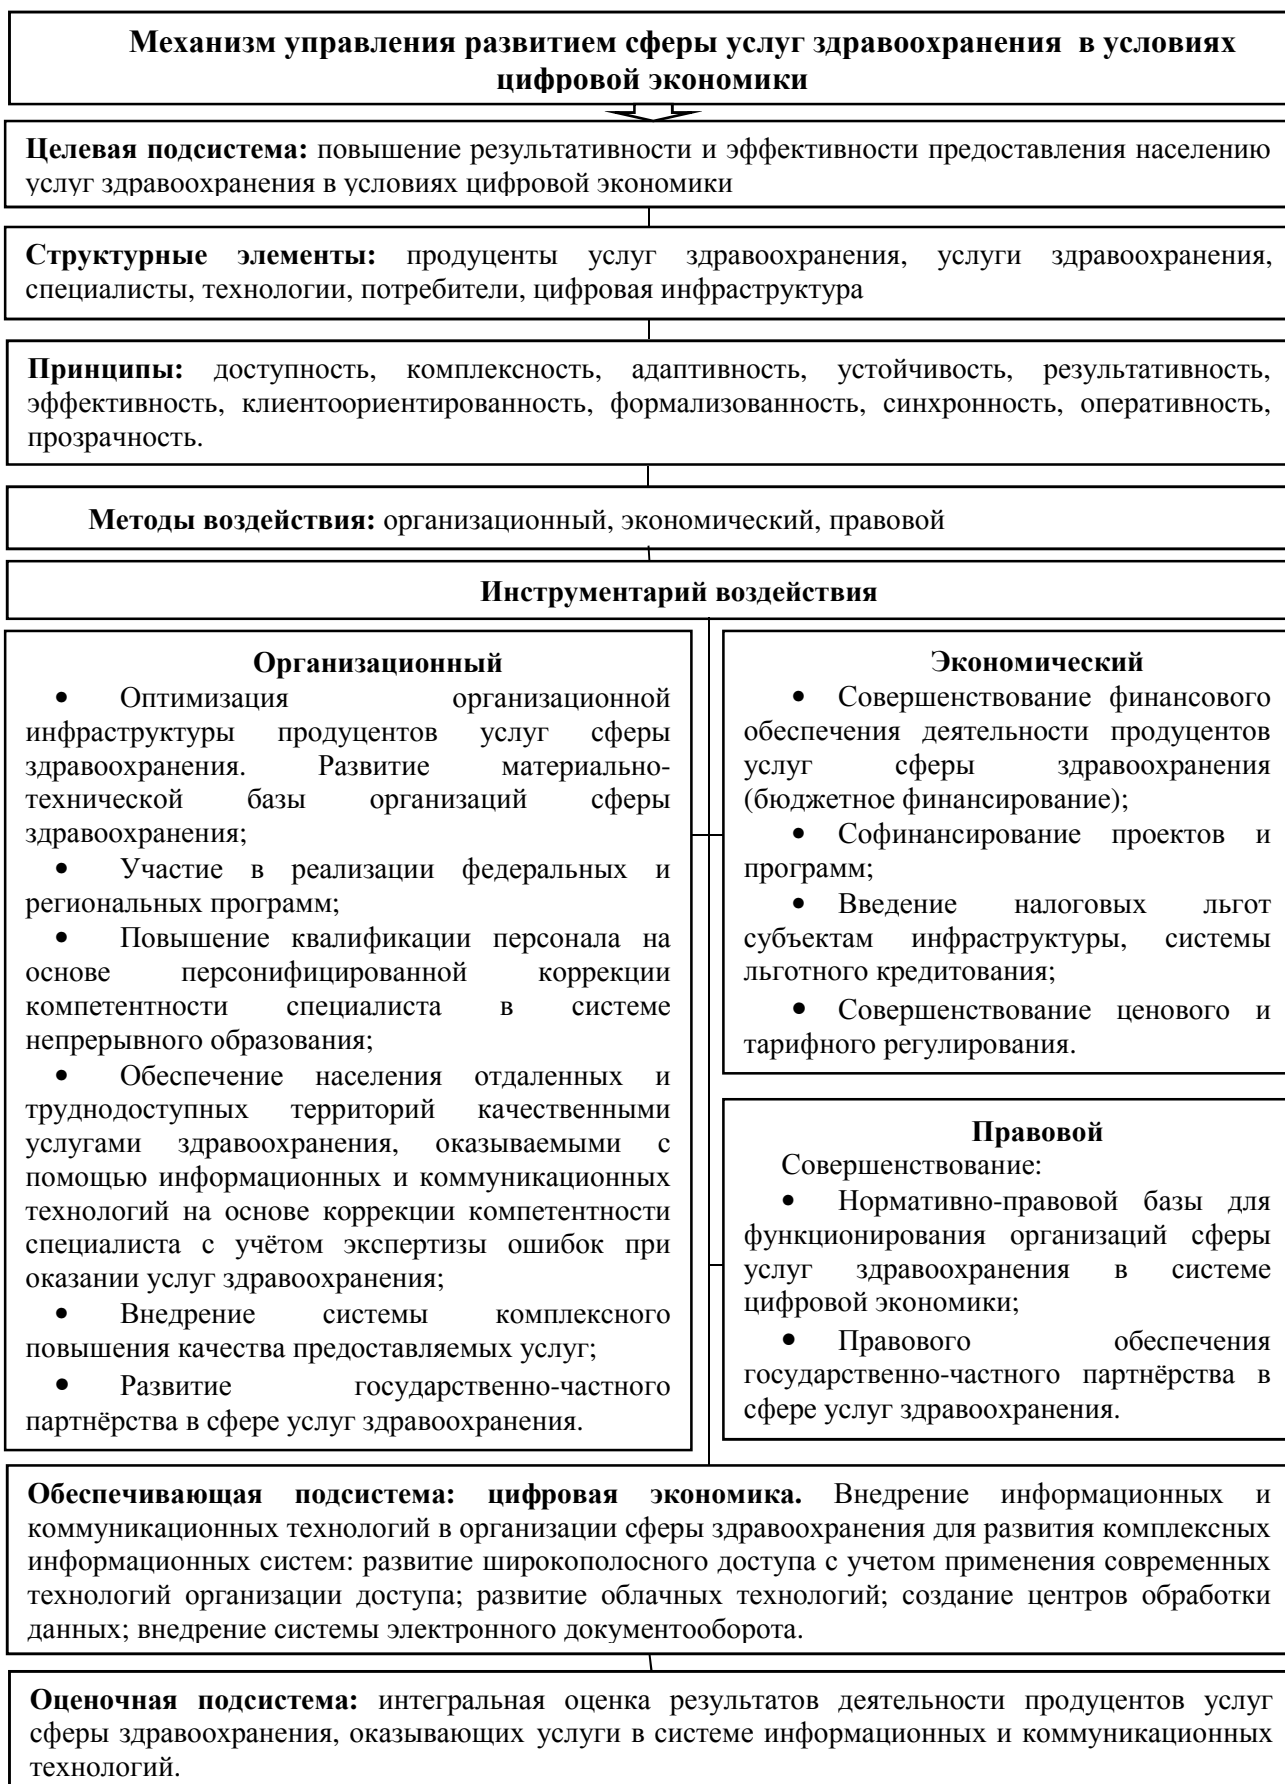 Механизм управления развитием сферы услуг здравоохранения в условиях
цифровой экономики
Целевая подсистема: повышение результативности и эффективности предоставления населению
услуг здравоохранения в условиях цифровой экономики
Структурные элементы: продуценты услуг здравоохранения, услуги здравоохранения,
специалисты, технологии, потребители, цифровая инфраструктура
Принципы: доступность, комплексность, адаптивность, устойчивость, результативность,
эффективность, клиентоориентированность, формализованность, синхронность, оперативность,
прозрачность.
Методы воздействия: организационный, экономический, правовой
Инструментарий воздействия
Организационный
• Оптимизация организационной
инфраструктуры продуцентов услуг сферы
здравоохранения. Развитие материально-
технической базы организаций сферы
здравоохранения;
• Участие в реализации федеральных и
региональных программ;
• Повышение квалификации персонала на
основе персонифицированной коррекции
компетентности специалиста в системе
непрерывного образования;
• Обеспечение населения отдаленных и
труднодоступных территорий качественными
услугами здравоохранения, оказываемыми с
помощью информационных и коммуникационных
технологий на основе коррекции компетентности
специалиста с учётом экспертизы ошибок при
оказании услуг здравоохранения;
• Внедрение системы комплексного
повышения качества предоставляемых услуг;
• Развитие государственно-частного
партнёрства в сфере услуг здравоохранения.
Экономический
• Совершенствование финансового
обеспечения деятельности продуцентов
услуг сферы здравоохранения
(бюджетное финансирование);
• Софинансирование проектов и
программ;
• Введение налоговых льгот
субъектам инфраструктуры, системы
льготного кредитования;
• Совершенствование ценового и
тарифного регулирования.
Правовой
Совершенствование:
• Нормативно-правовой базы для
функционирования организаций сферы
услуг здравоохранения в системе
цифровой экономики;
• Правового обеспечения
государственно-частного партнёрства в
сфере услуг здравоохранения.
Обеспечивающая подсистема: цифровая экономика. Внедрение информационных и
коммуникационных технологий в организации сферы здравоохранения для развития комплексных
информационных систем: развитие широкополосного доступа с учетом применения современных
технологий организации доступа; развитие облачных технологий; создание центров обработки
данных; внедрение системы электронного документооборота.
Оценочная подсистема: интегральная оценка результатов деятельности продуцентов услуг
сферы здравоохранения, оказывающих услуги в системе информационных и коммуникационных
технологий.